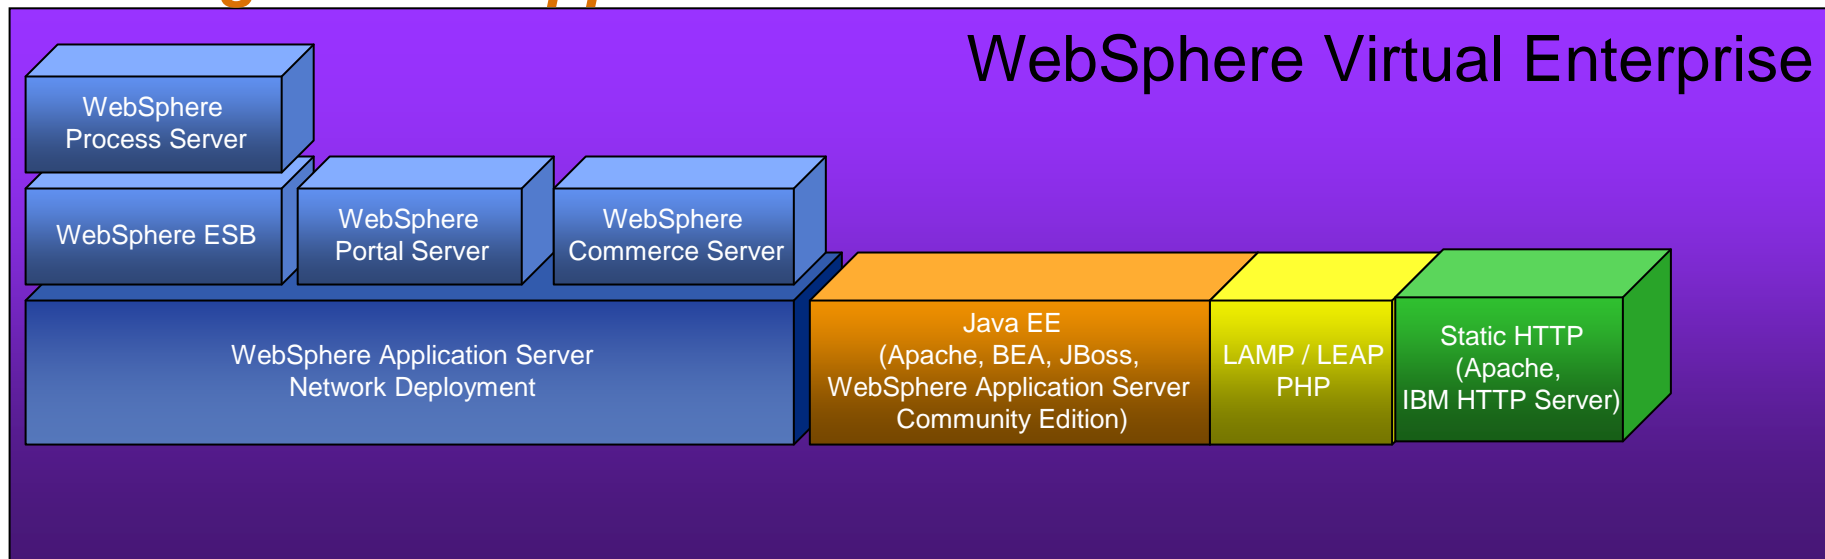 WebSphere Virtual Enterprise
WebSphere
Process Server
WebSphere ESB
WebSphere
Portal Server
WebSphere
Commerce Server
WebSphere Application Server
Network Deployment
Java EE
(Apache, BEA, JBoss,
WebSphere Application Server
Community Edition)
LAMP / LEAP
PHP
Static HTTP
(Apache,
IBM HTTP Server)